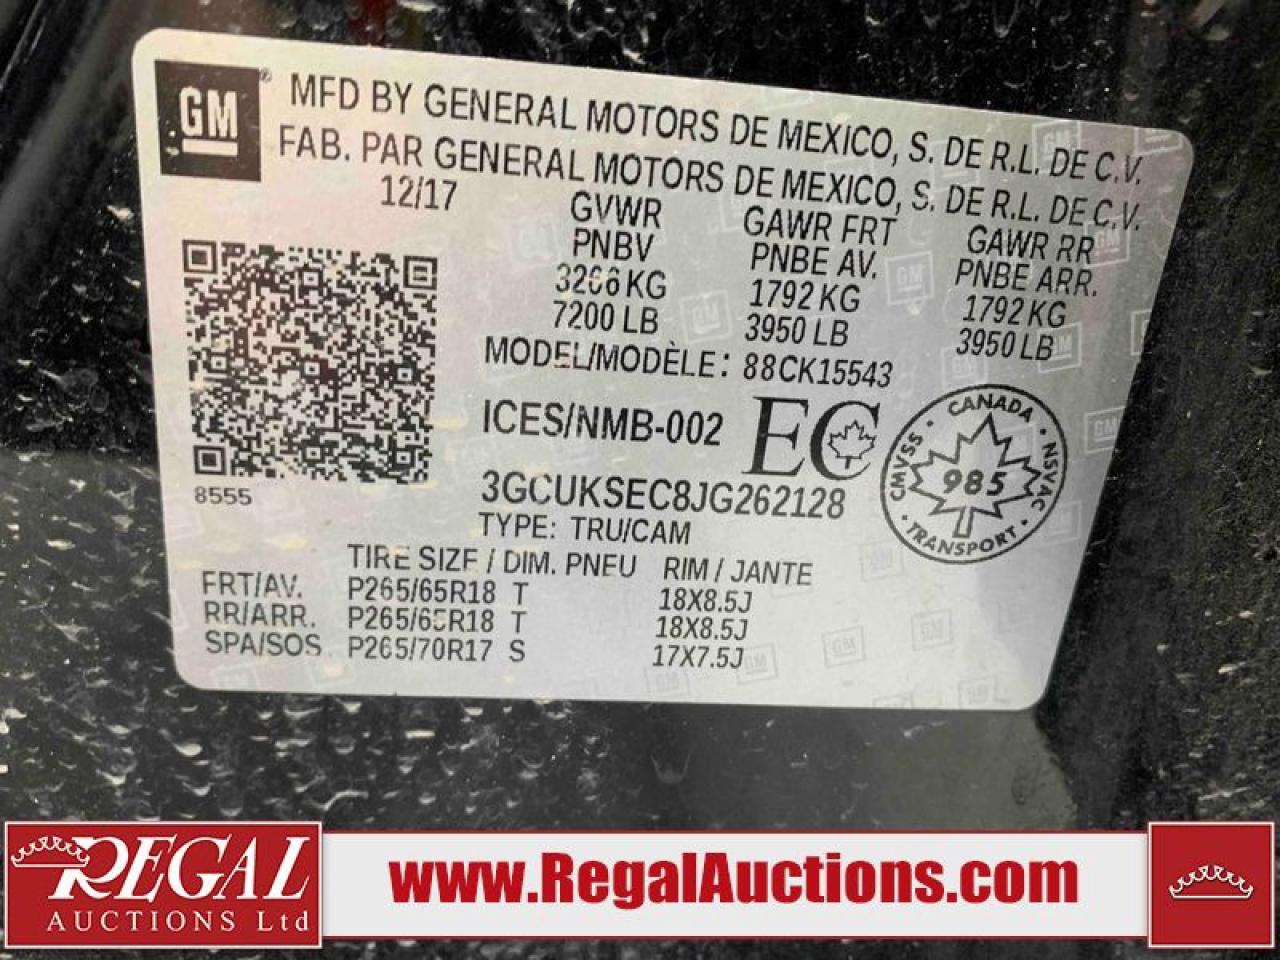 GM®
MFD BY GENERAL MOTORS DE MEXICO, S. DE R.L. DE C.V.
FAB. PAR GENERAL MOTORS DE MEXICO, S. DE R.L. DE C.V.
12/17
GVWR
PNBV
3266 KG
7200 LB
GAWR FRT
PNBE AV.
1792 KG
3950 LB
GAWR RR
PNBE ARR.
1792 KG
3950 LB
MODEL/MODÈLE: 88CK15543
ICES/NMB-002
EC
CANADA · NSVAC · TRANSPORT · CMVSS ·
985
8555
3GCUKSEC8JG262128
TYPE: TRU/CAM
TIRE SIZE / DIM. PNEU RIM / JANTE
FRT/AV. P265/65R18 T 18X8.5J
RR/ARR. P265/65R18 T 18X8.5J
SPA/SOS. P265/70R17 S 17X7.5J
REGAL
AUCTIONS Ltd
www.RegalAuctions.com